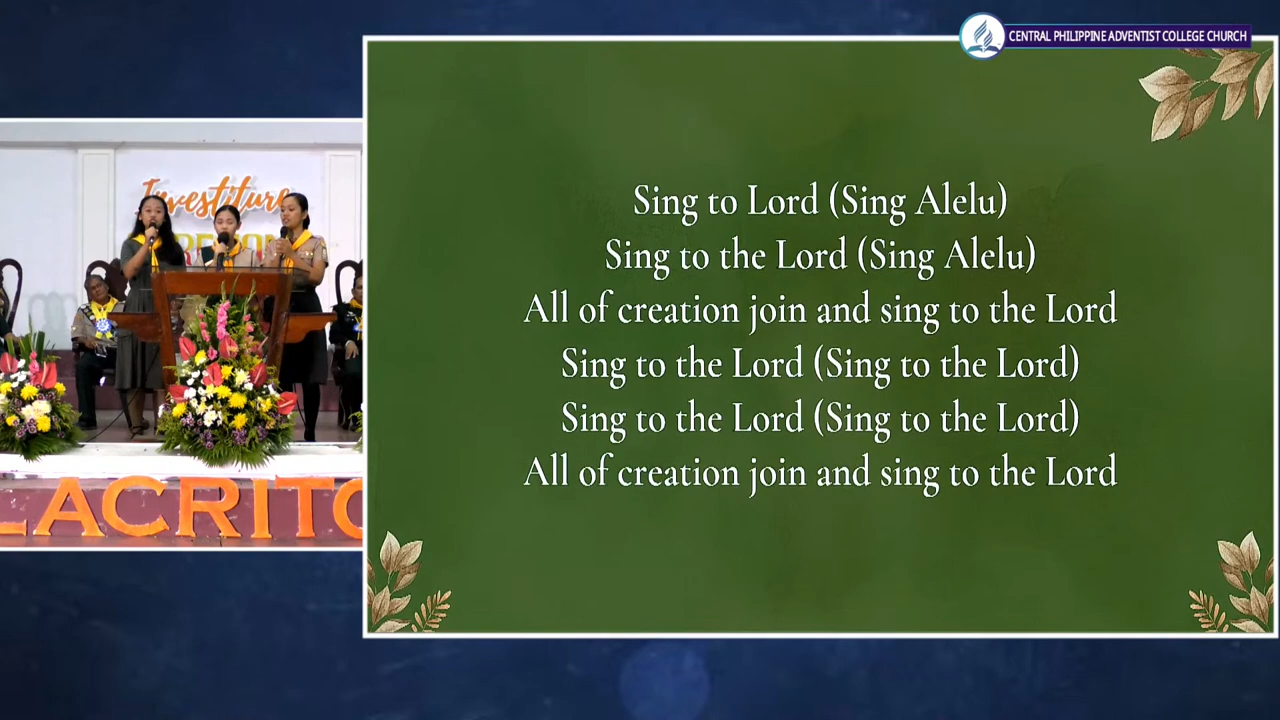 CENTRAL PHILIPPINE ADVENTIST COLLEGE CHURCH
Investiture
Sing to Lord (Sing Alelu)
Sing to the Lord (Sing Alelu)
All of creation join and sing to the Lord
Sing to the Lord (Sing to the Lord)
Sing to the Lord (Sing to the Lord)
All of creation join and sing to the Lord
LACRITO